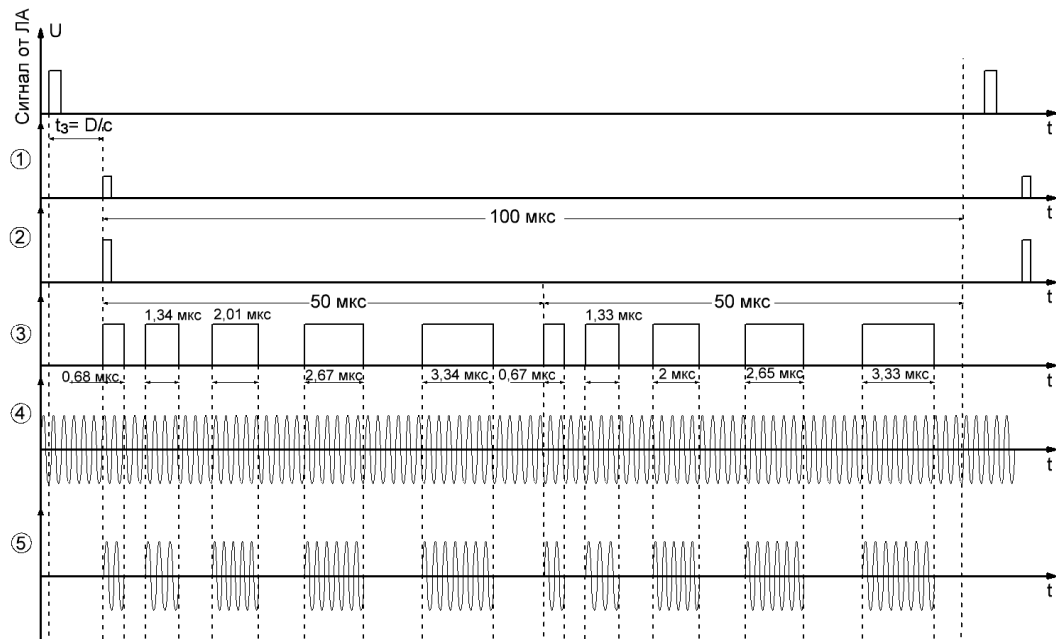 Сигнал от ЛА
U
t
tз= D/c
①
t
100 мкс
②
t
50 мкс
50 мкс
1,34 мкс
2,01 мкс
1,33 мкс
③
t
0,68 мкс
2,67 мкс
3,34 мкс
0,67 мкс
2 мкс
2,65 мкс
3,33 мкс
④
t
⑤
t